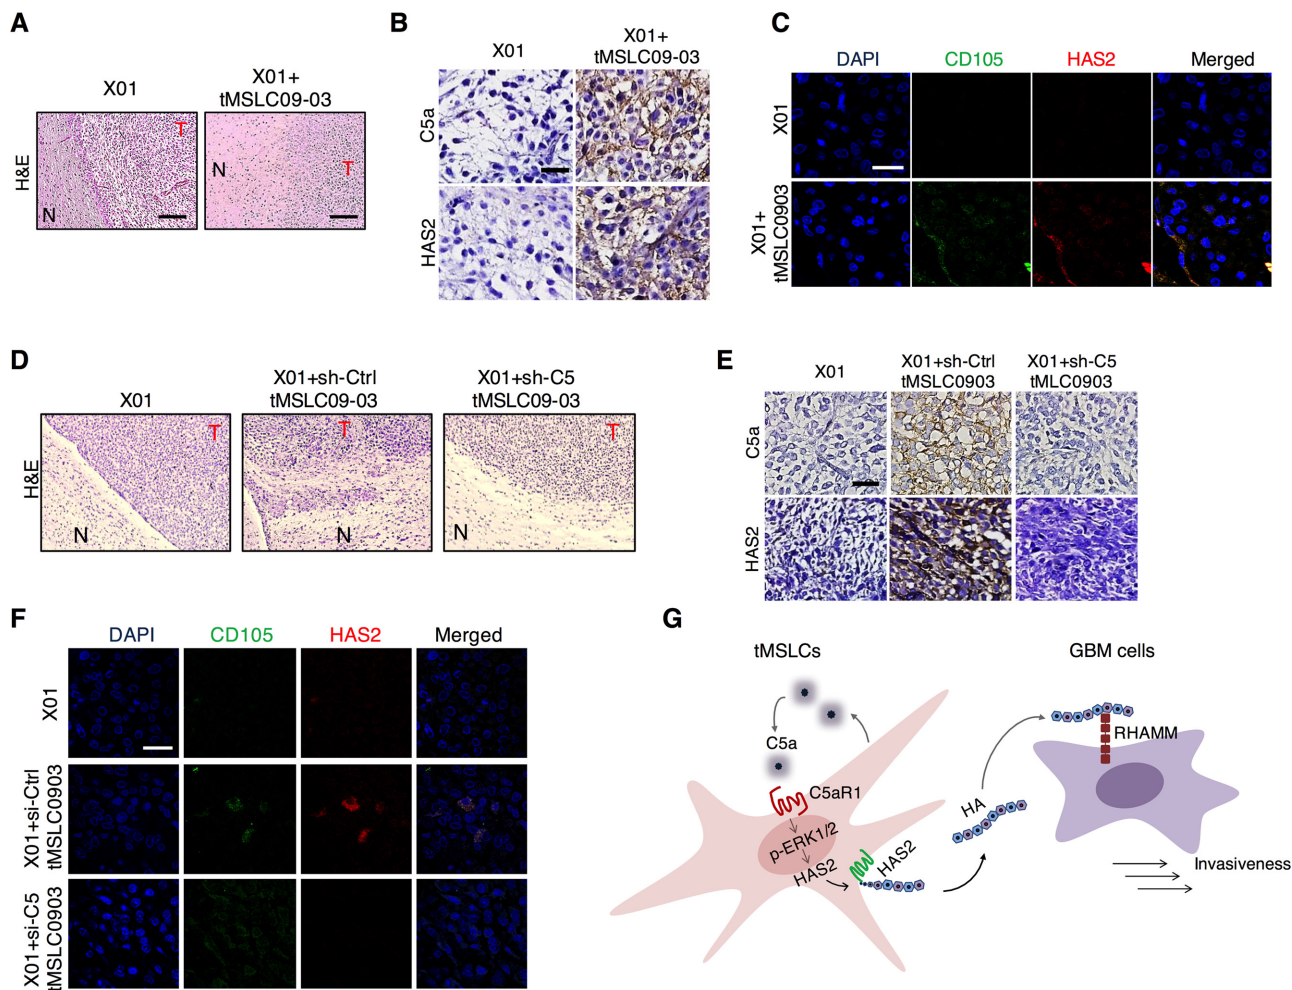 A
X01
X01+
tMSLC09-03
H&E
N
T
N
T
B
X01
X01+
tMSLC09-03
C5a
HAS2
C
DAPI
CD105
HAS2
Merged
X01
X01+
tMSLC0903
D
X01
X01+sh-Ctrl
tMSLC09-03
X01+sh-C5
tMSLC09-03
H&E
N
T
T
N
T
N
E
X01
X01+sh-Ctrl
tMSLC0903
X01+sh-C5
tMLC0903
C5a
HAS2
F
DAPI
CD105
HAS2
Merged
X01
X01+si-Ctrl
tMSLC0903
X01+si-C5
tMSLC0903
G
tMSLCs
GBM cells
C5a
C5aR1
p-ERK1/2
HAS2
HAS2
HA
RHAMM
Invasiveness